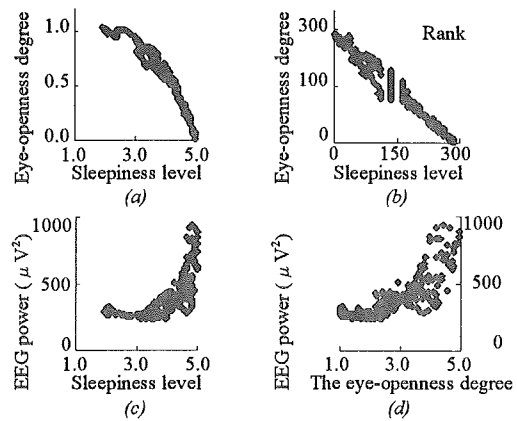 Eye-openness degree
1.0
0.5
0.0
1.0 3.0 5.0
Sleepiness level
(a)
Eye-openness degree
Rank
300
100
0
0 150 300
Sleepiness level
(b)
EEG power ( μ V²)
1000
500
0
1.0 3.0 5.0
Sleepiness level
(c)
EEG power ( μ V²)
1000
500
0
1.0 3.0 5.0
The eye-openness degree
(d)